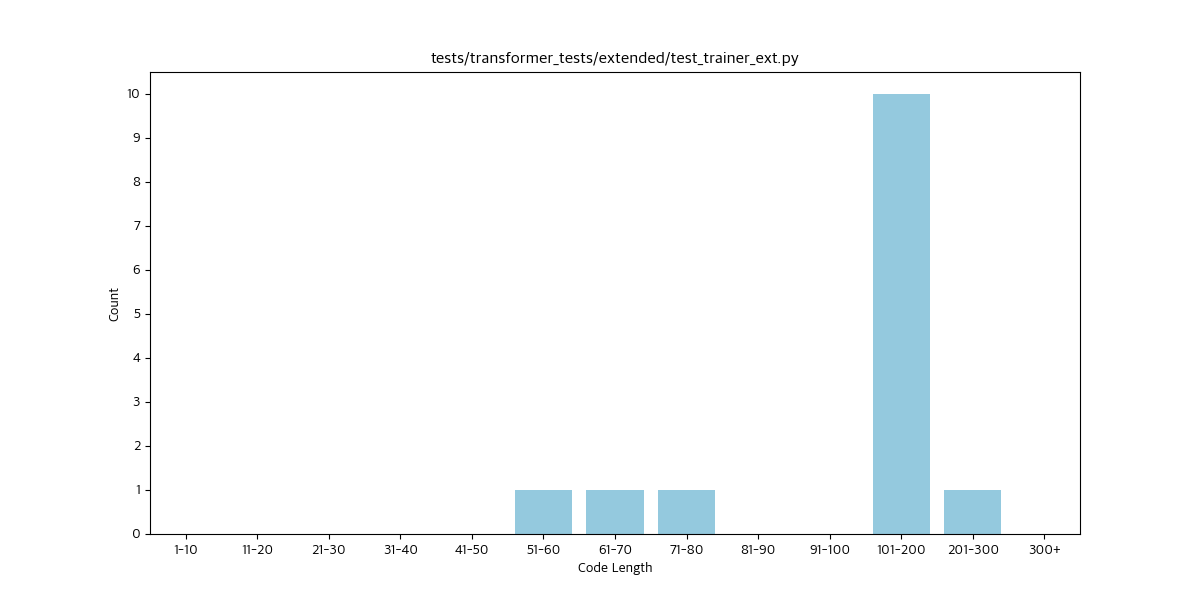 tests/transformer_tests/extended/test_trainer_ext.py
10
9
8
7
6
5
4
3
2
1
0
Count
1-10 11-20 21-30 31-40 41-50 51-60 61-70 71-80 81-90 91-100 101-200 201-300 300+
Code Length